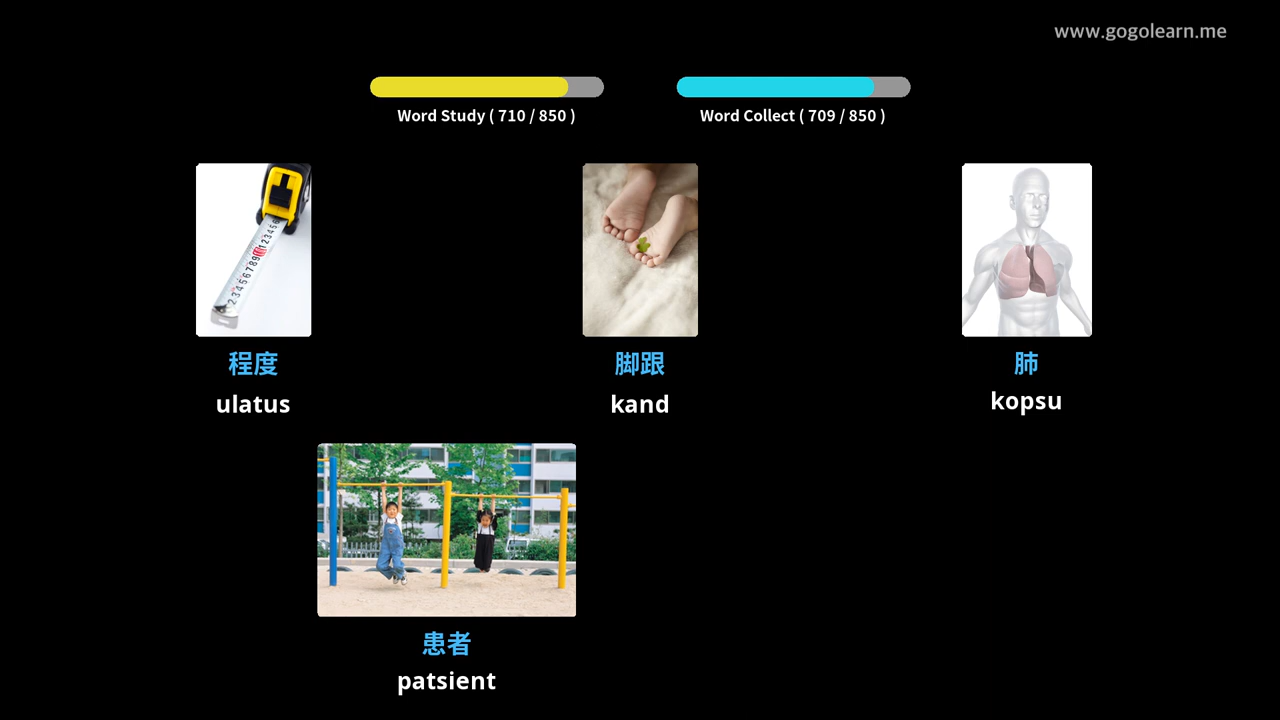 www.gogolearn.me
Word Study ( 710 / 850 )
Word Collect ( 709 / 850 )
程度
ulatus
脚跟
kand
肺
kopsu
患者
patsient